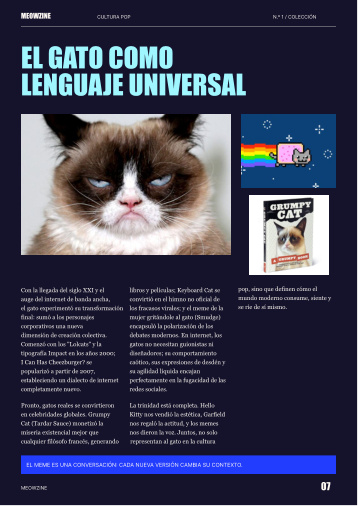 MEOWZINE
CULTURA POP
N.º 1 / COLECCIÓN
EL GATO COMO
LENGUAJE UNIVERSAL
GRUMPY
CAT
Con la llegada del siglo XXI y el
auge del internet de banda ancha,
el gato experimentó su transformación
final: sumó a los personajes
corporativos una nueva
dimensión de creación colectiva.
Comenzó con los "Lolcats" y la
tipografía Impact en los años 2000;
I Can Has Cheezburger? se
popularizó a partir de 2007,
estableciendo un dialecto de internet
completamente nuevo.
Pronto, gatos reales se convirtieron
en celebridades globales. Grumpy
Cat (Tardar Sauce) monetizó la
miseria existencial mejor que
cualquier filósofo francés, generando
libros y películas; Keyboard Cat se
convirtió en el himno no oficial de
los fracasos virales; y el meme de la
mujer gritándole al gato (Smudge)
encapsuló la polarización de los
debates modernos. En internet, los
gatos no necesitan guionistas ni
diseñadores; su comportamiento
caótico, sus expresiones de desdén y
su agilidad líquida encajan
perfectamente en la fugacidad de las
redes sociales.
La trinidad está completa. Hello
Kitty nos vendió la estética, Garfield
nos regaló la actitud, y los memes
nos dieron la voz. Juntos, no solo
representan al gato en la cultura
pop, sino que definen cómo el
mundo moderno consume, siente y
se ríe de sí mismo.
EL MEME ES UNA CONVERSACIÓN: CADA NUEVA VERSIÓN CAMBIA SU CONTEXTO.
MEOWZINE
07